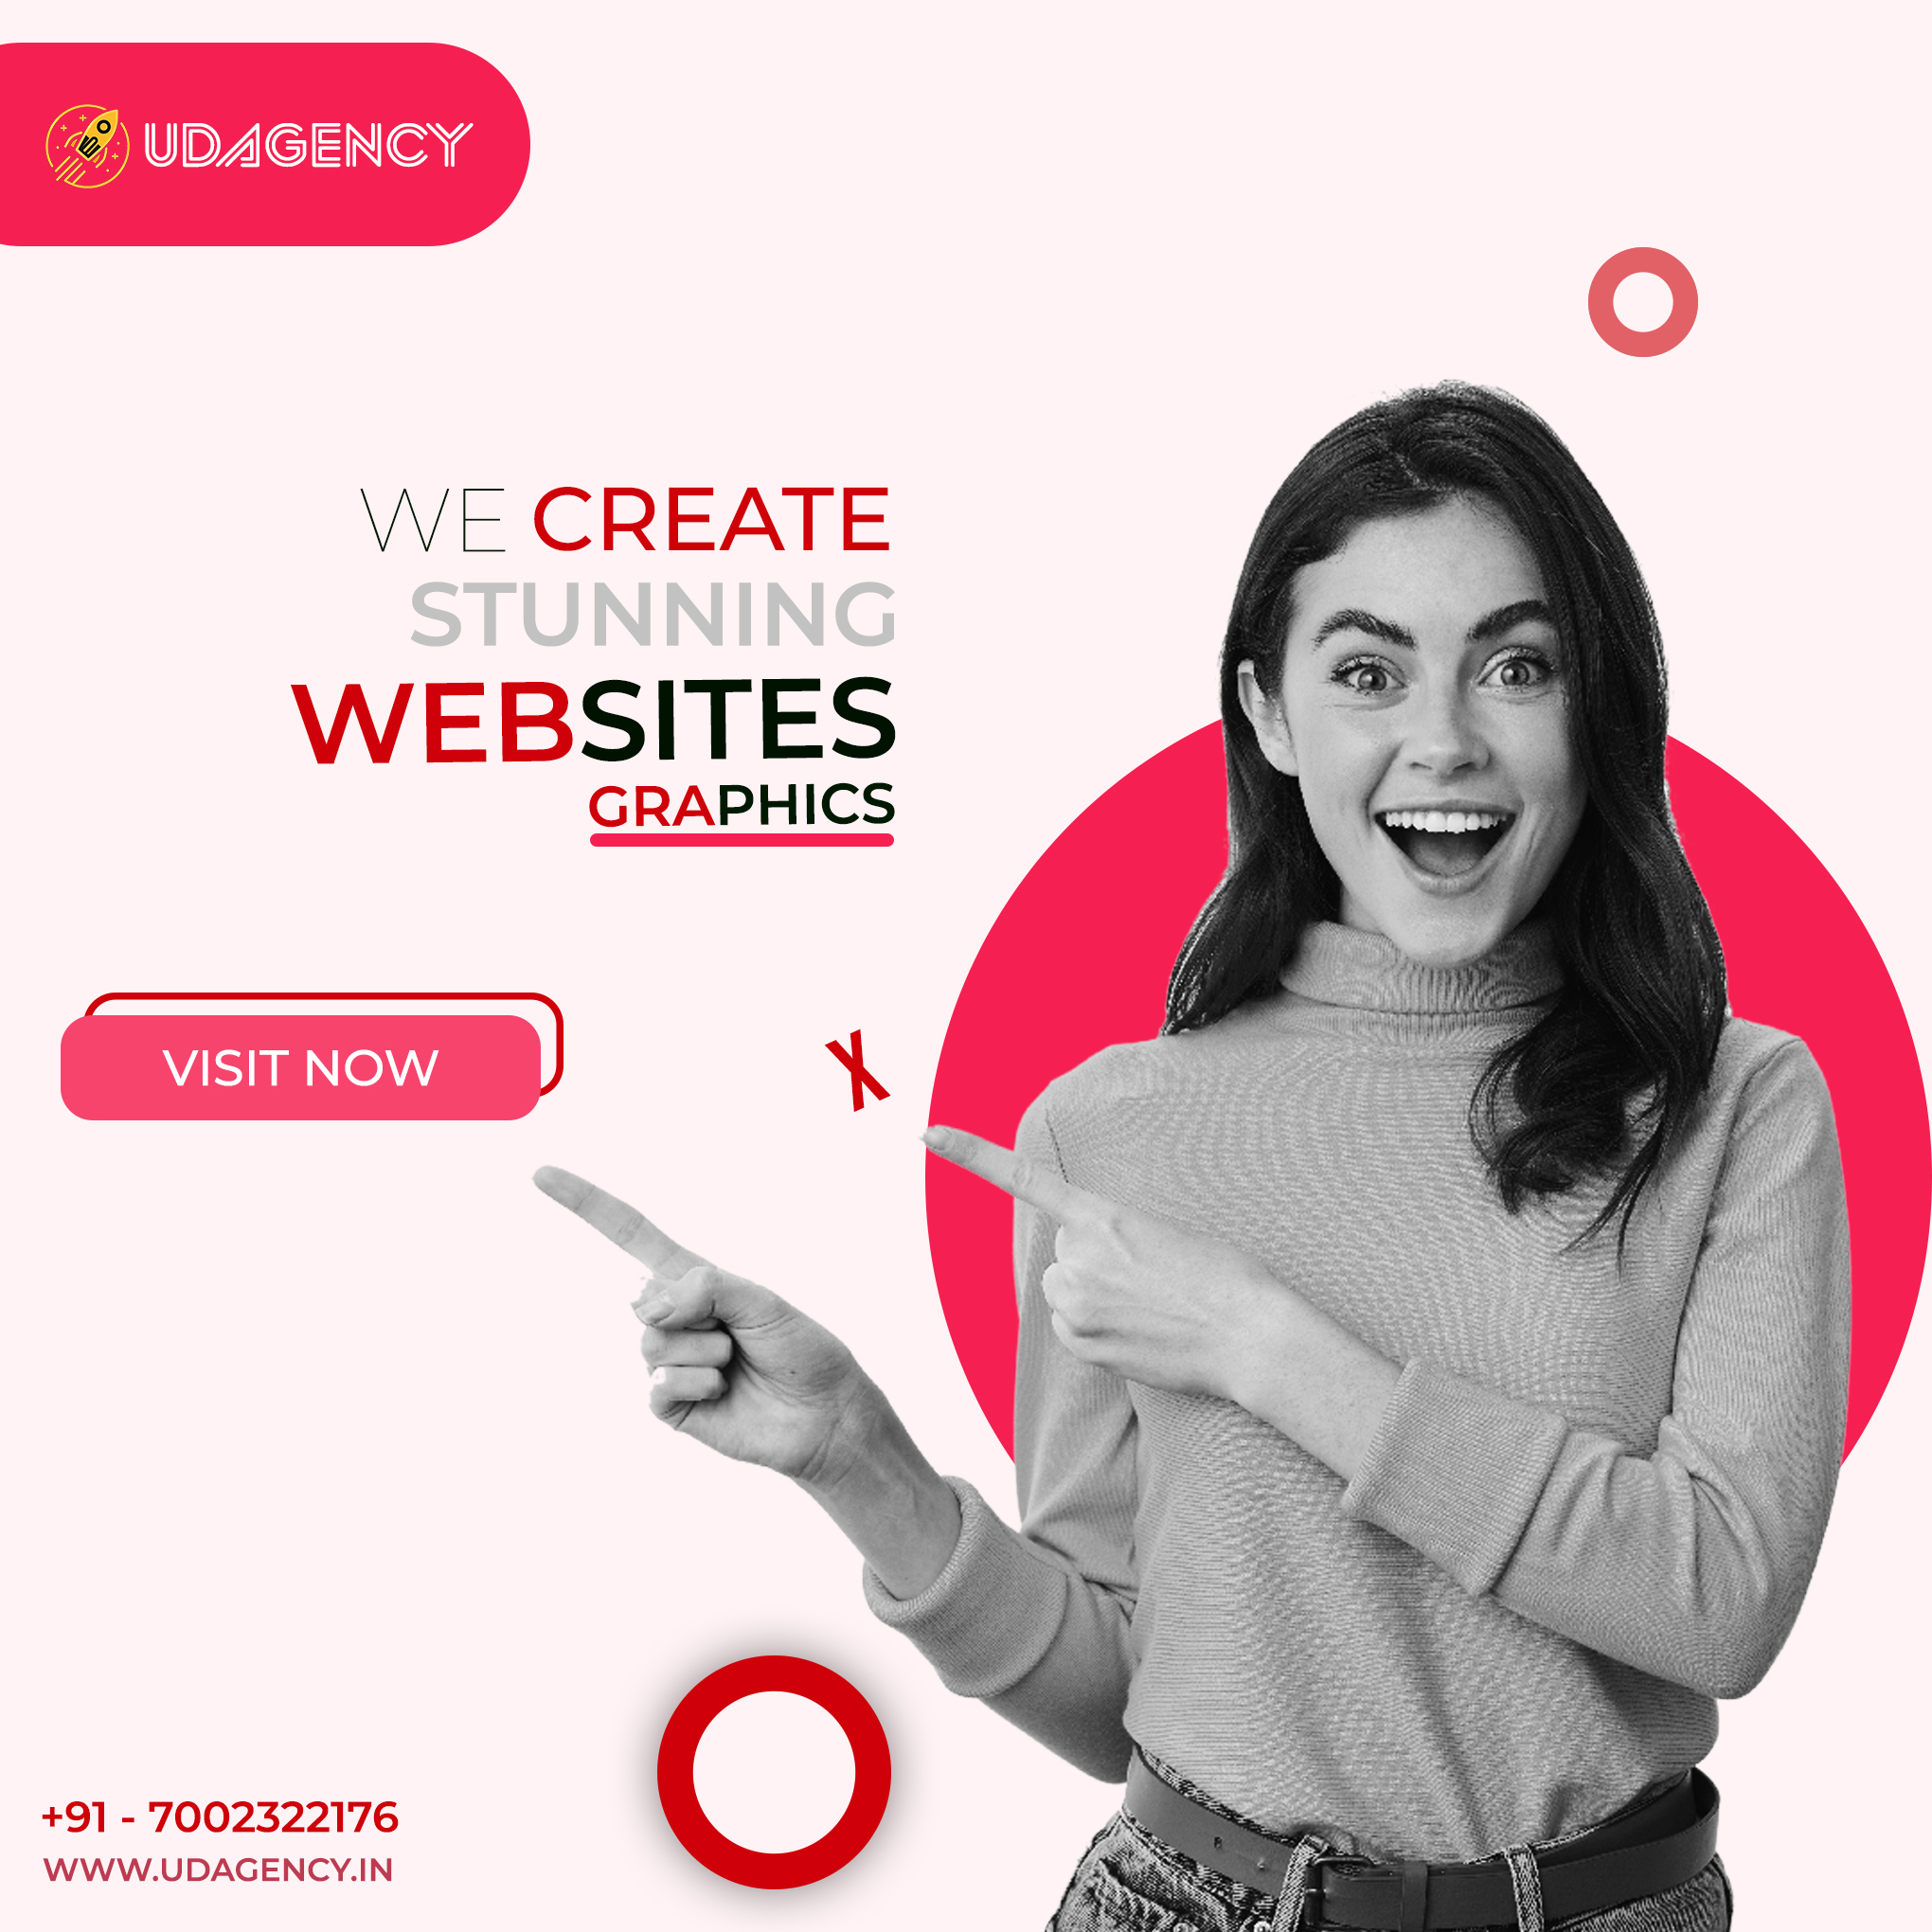 UDAGENCY
WE CREATE
STUNNING
WEBSITES
GRAPHICS
VISIT NOW
+91 - 7002322176
WWW.UDAGENCY.IN